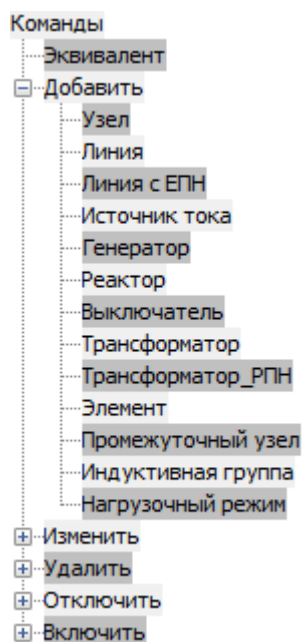 Команды
Эквивалент
Добавить
Узел
Линия
Линия с ЕПН
Источник тока
Генератор
Реактор
Выключатель
Трансформатор
Трансформатор_РПН
Элемент
Промежуточный узел
Индуктивная группа
Нагрузочный режим
Изменить
Удалить
Отключить
Включить